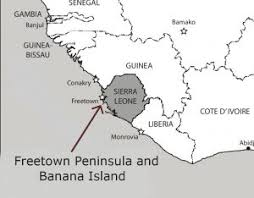 SENEGAL
GAMBIA
Banjul
Bamako
GUINEA-
BISSAU
GUINEA
Conakry
SIERRA
LEONE
Freetown
COTE D'IVOIRE
LIBERIA
Monrovia
Abidj
Freetown Peninsula and
Banana Island